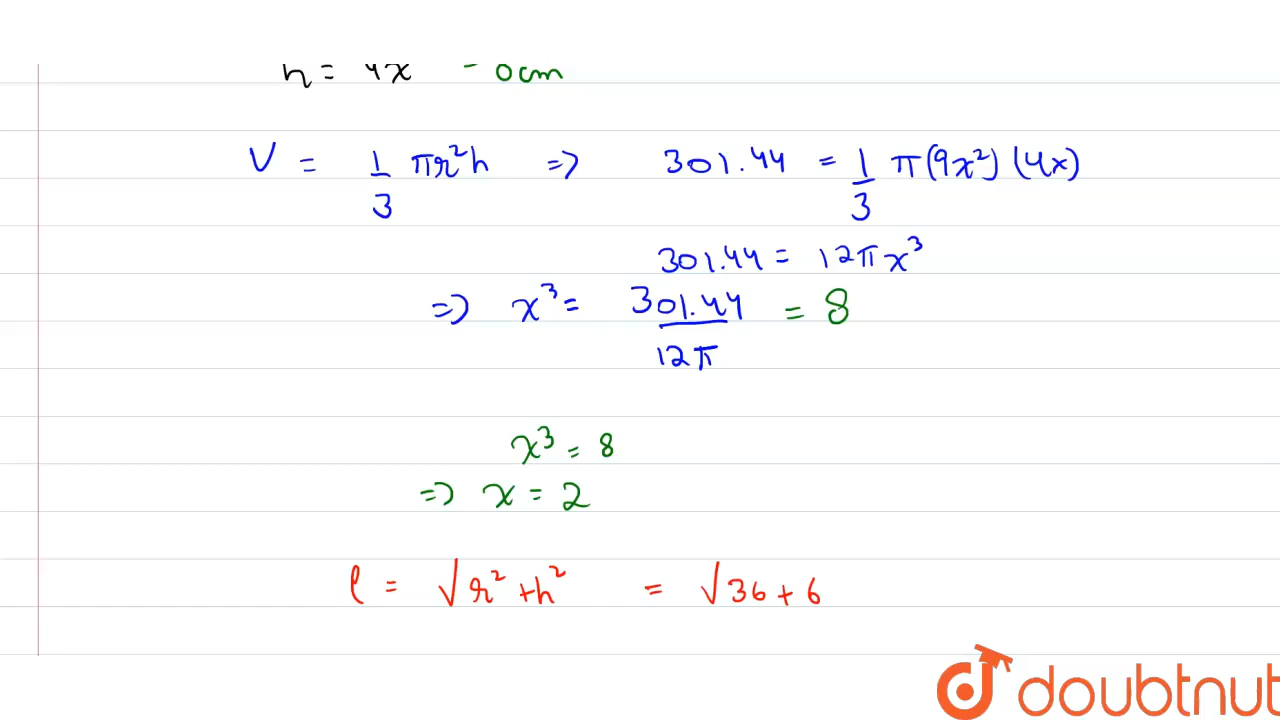 h = 4x = 0cm
V = 1/3 πr²h => 301.44 = 1/3 π(9x²)(4x)
301.44 = 12πx³
=> x³ = 301.44/12π = 8
x³ = 8
=> x = 2
l = √r²+h² = √36+6
doubtnut